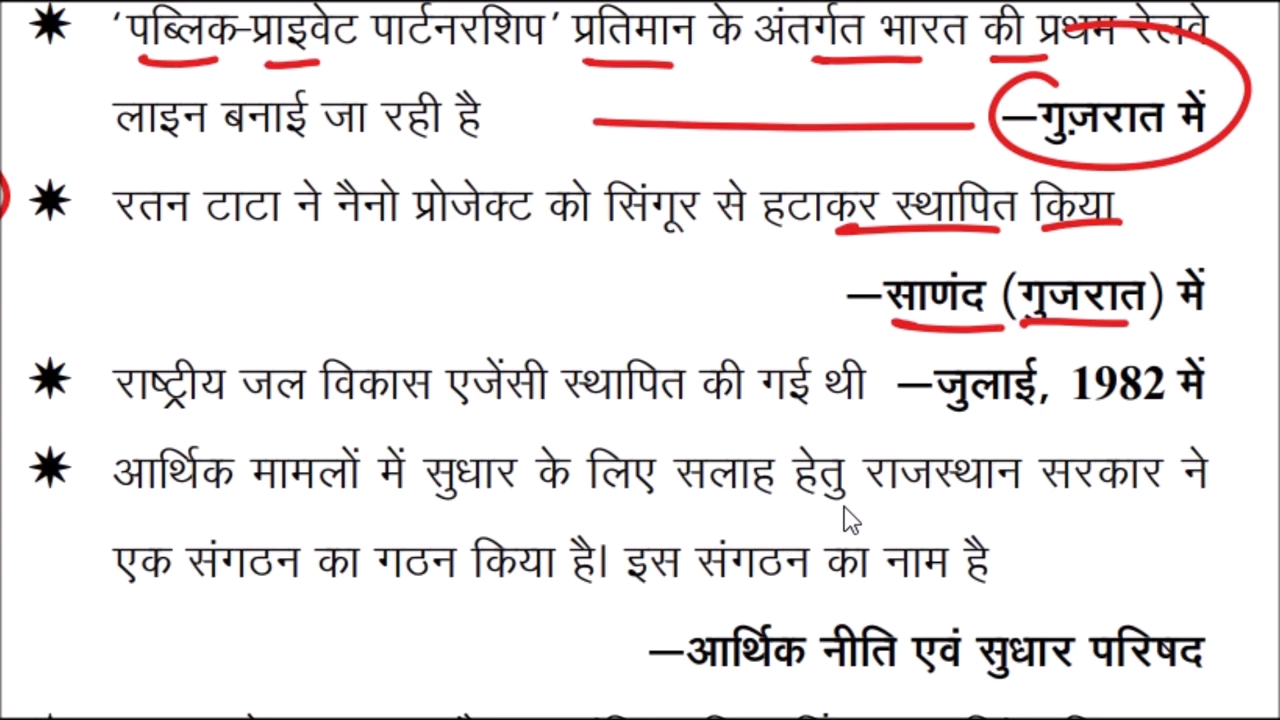 ✷ ‘पब्लिक-प्राइवेट पार्टनरशिप’ प्रतिमान के अंतर्गत भारत की प्रथम रेलवे
लाइन बनाई जा रही है —गुज़रात में
✷ रतन टाटा ने नैनो प्रोजेक्ट को सिंगूर से हटाकर स्थापित किया
—साणंद (गुजरात) में
✷ राष्ट्रीय जल विकास एजेंसी स्थापित की गई थी —जुलाई, 1982 में
✷ आर्थिक मामलों में सुधार के लिए सलाह हेतु राजस्थान सरकार ने
एक संगठन का गठन किया है। इस संगठन का नाम है
—आर्थिक नीति एवं सुधार परिषद